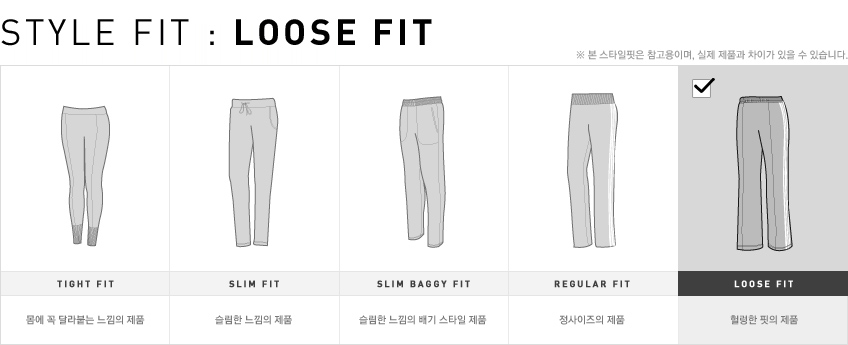 STYLE FIT : LOOSE FIT
※ 본 스타일핏은 참고용이며, 실제 제품과 차이가 있을 수 있습니다.
TIGHT FIT
SLIM FIT
SLIM BAGGY FIT
REGULAR FIT
LOOSE FIT
몸에 꼭 달라붙는 느낌의 제품
슬림한 느낌의 제품
슬림한 느낌의 배기 스타일 제품
정사이즈의 제품
헐렁한 핏의 제품